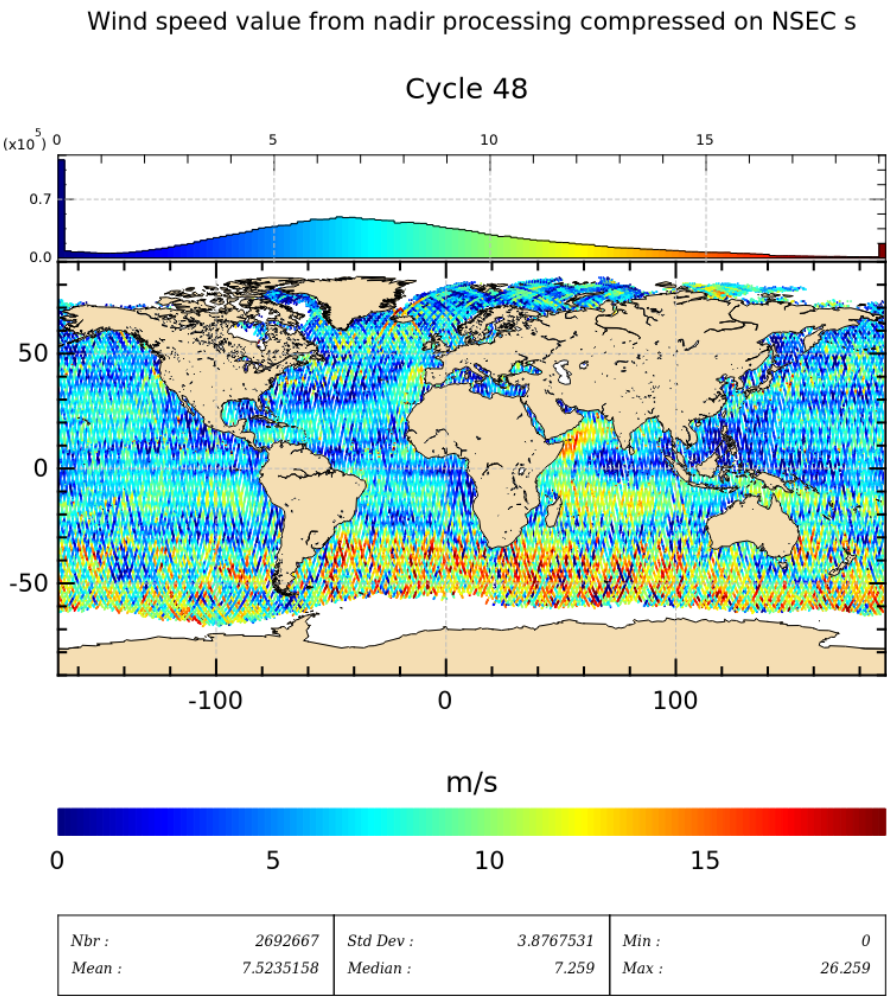 Wind speed value from nadir processing compressed on NSEC s
Cycle 48
(x10^5) 0 5 10 15
0.7
0.0
50
0
-50
-100 0 100
m/s
0 5 10 15
Nbr : 2692667 Std Dev : 3.8767531 Min : 0
Mean : 7.5235158 Median : 7.259 Max : 26.259